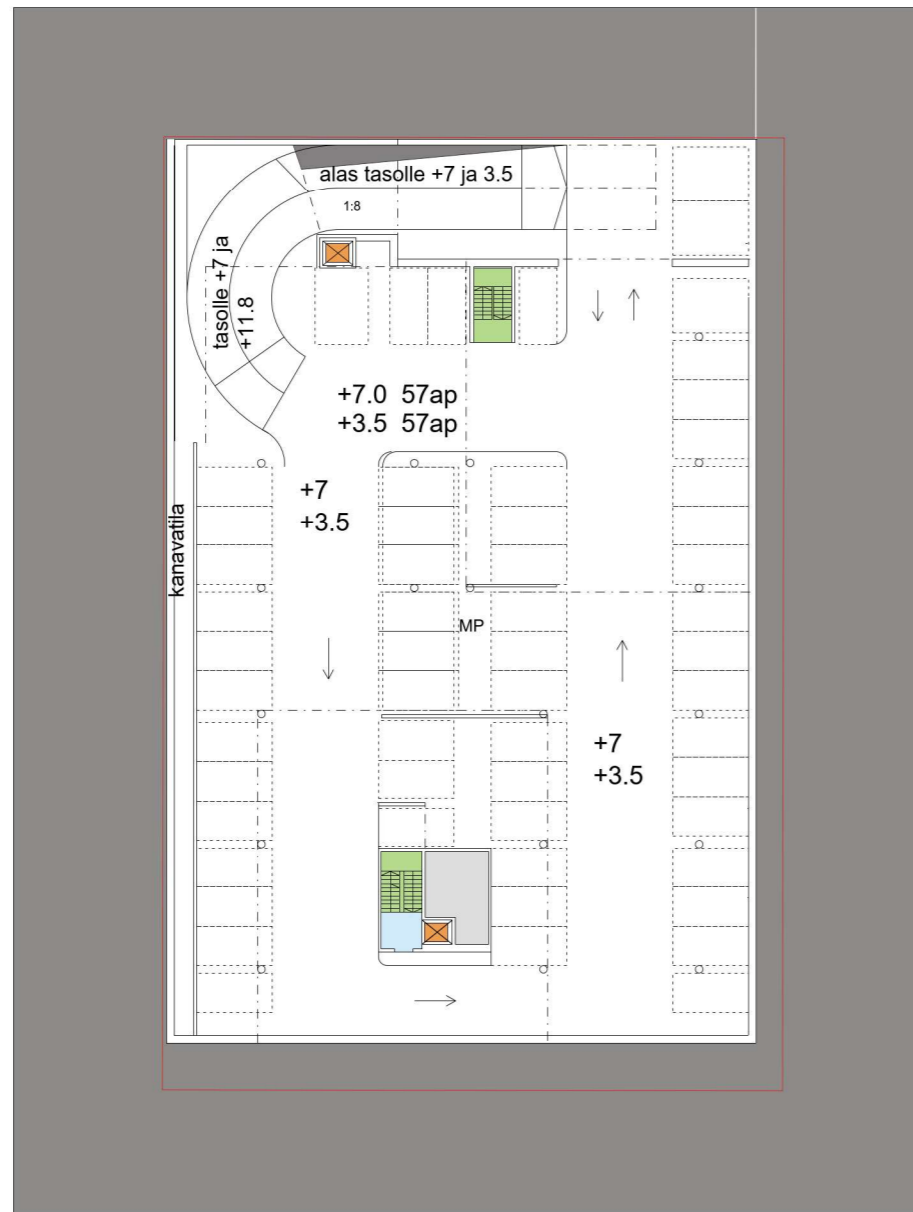 alas tasolle +7 ja 3.5
1:8
tasolle +7 ja
+11.8
+7.0 57ap
+3.5 57ap
+7
+3.5
kanavatila
MP
+7
+3.5